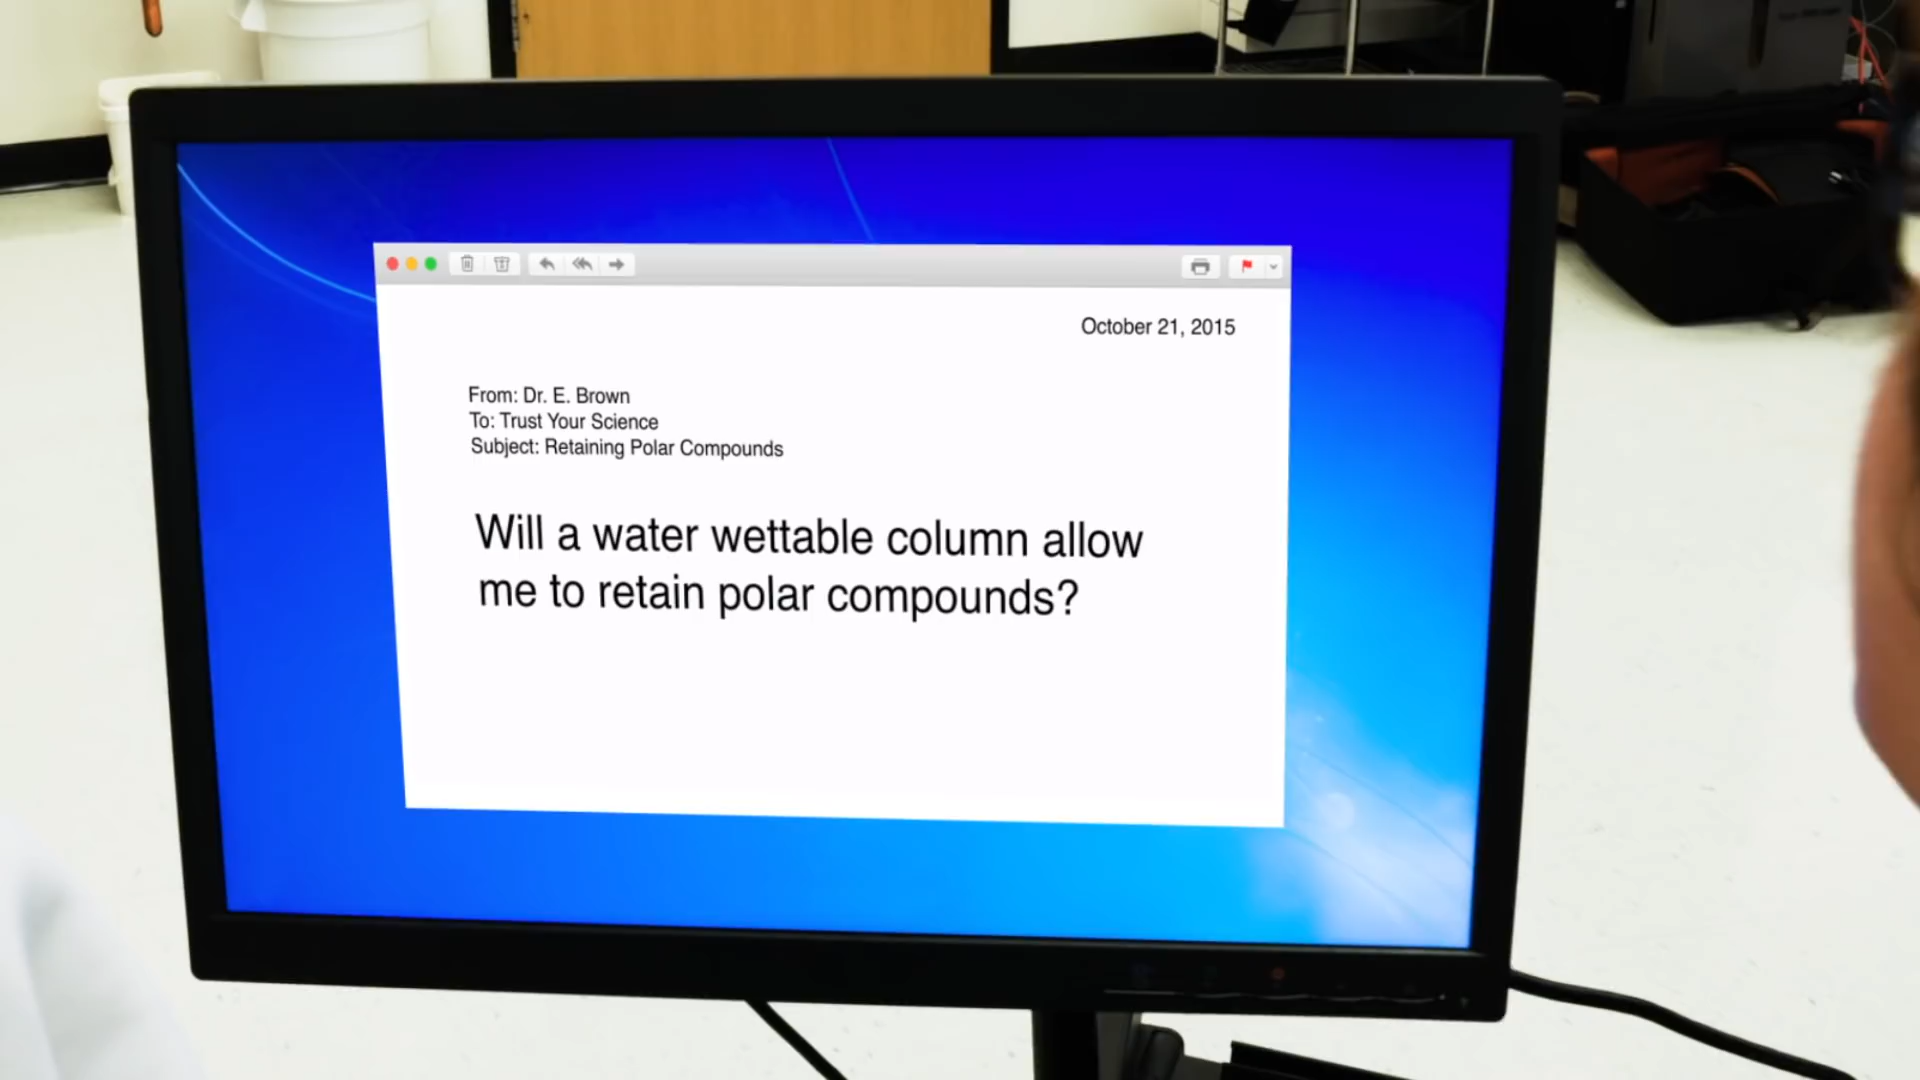 October 21, 2015
From: Dr. E. Brown
To: Trust Your Science
Subject: Retaining Polar Compounds
Will a water wettable column allow
me to retain polar compounds?